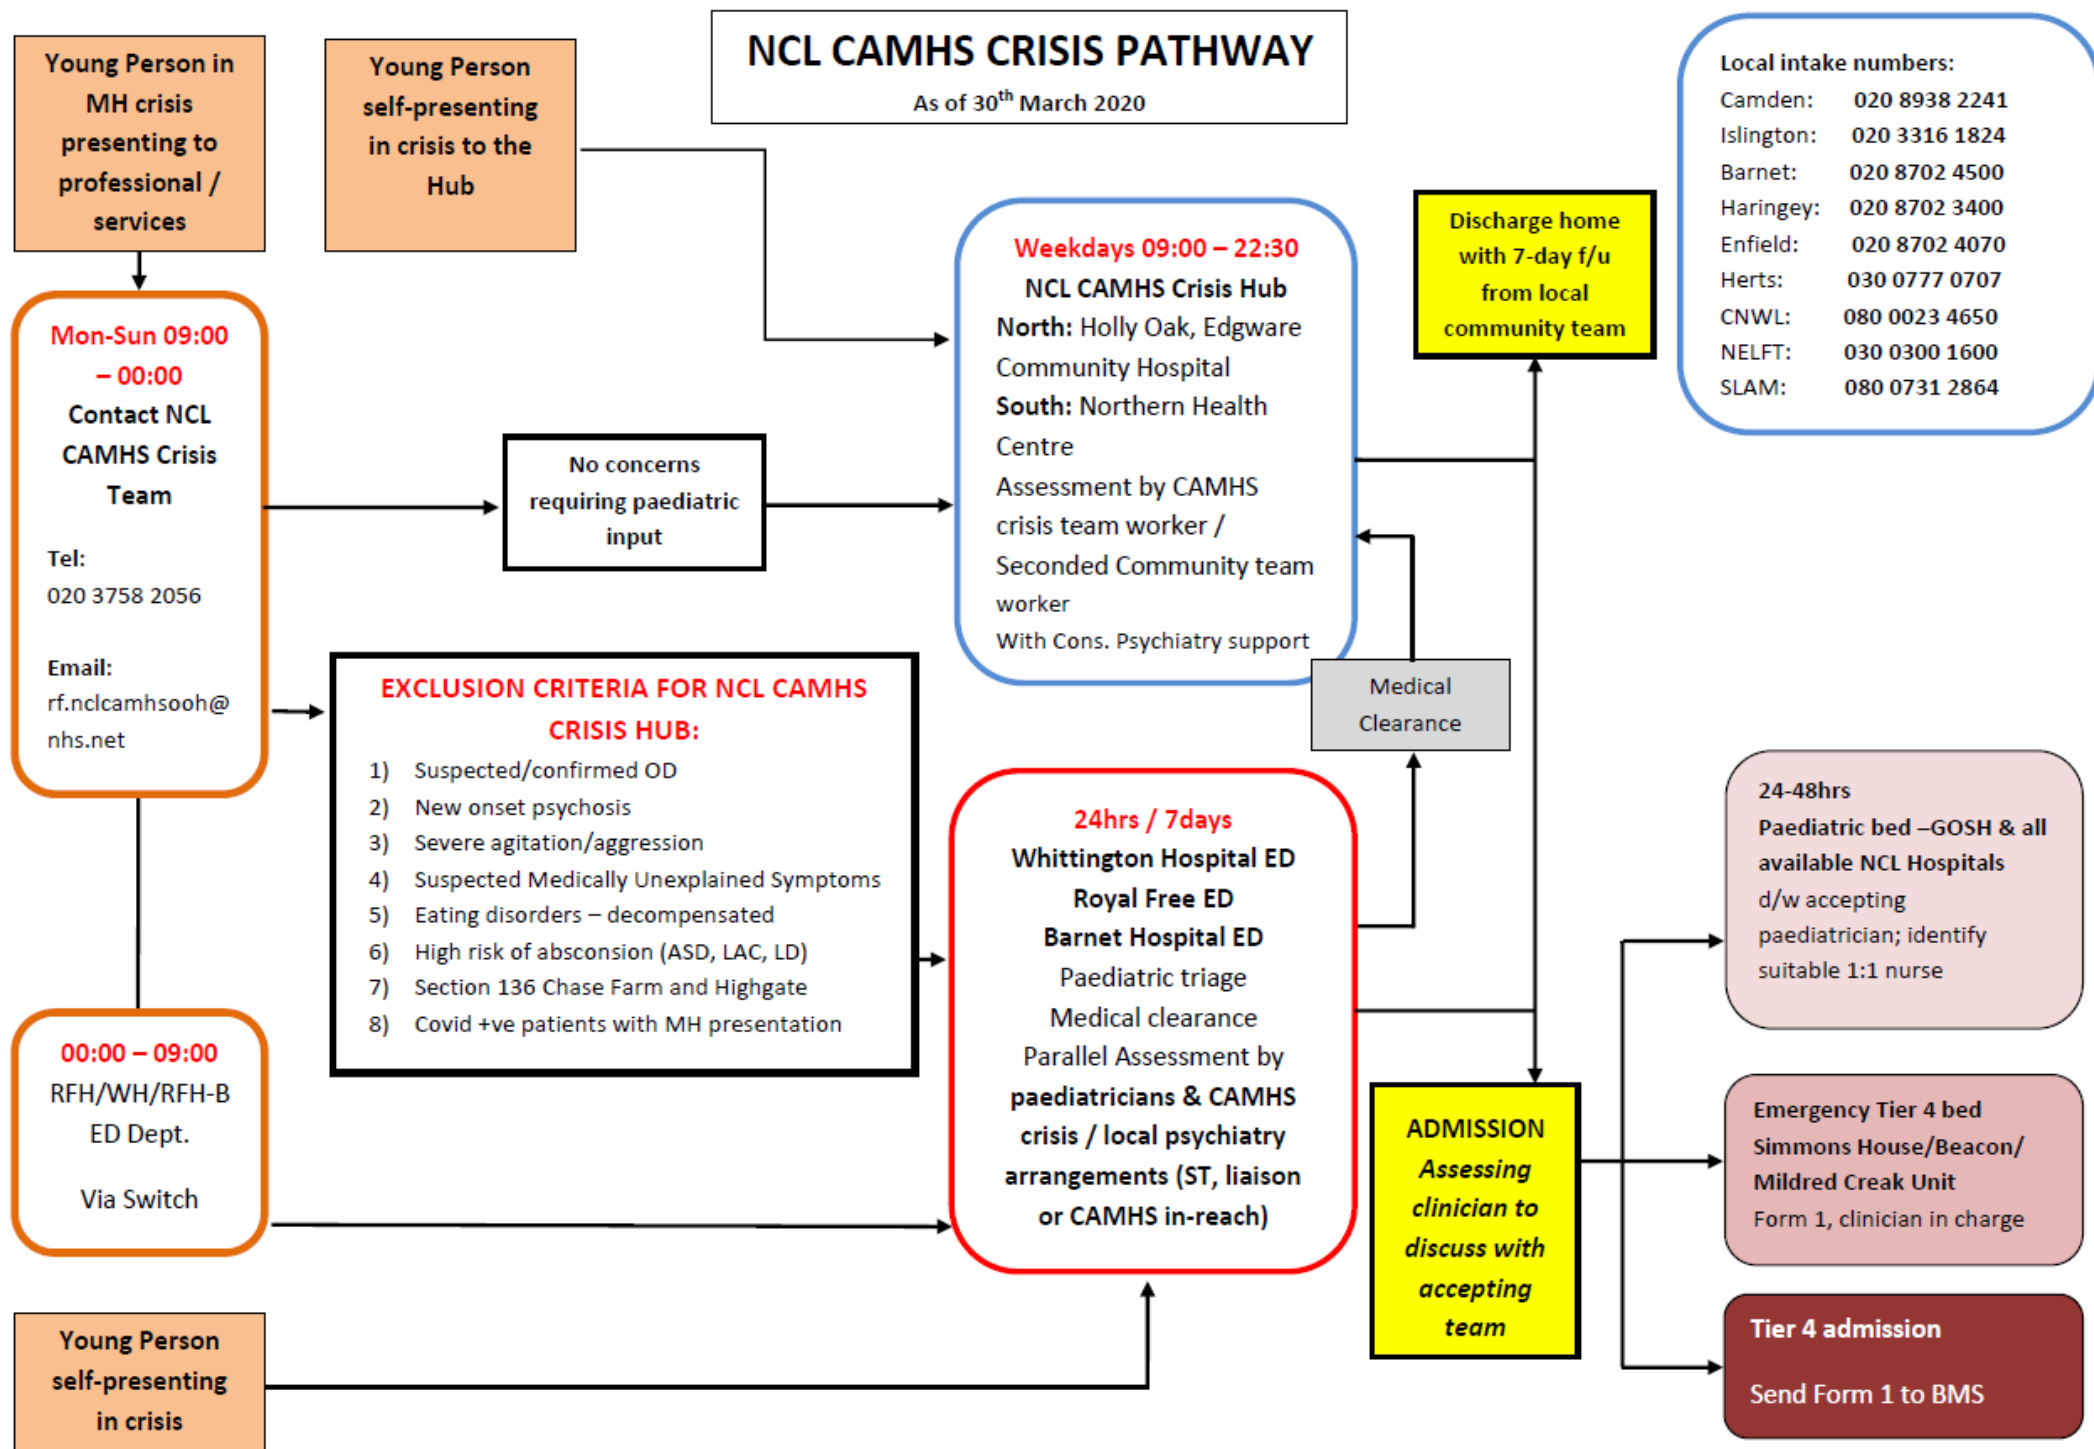 NCL CAMHS CRISIS PATHWAY
As of 30th March 2020
Young Person in
MH crisis
presenting to
professional /
services
Young Person
self-presenting
in crisis to the
Hub
Local intake numbers:
Camden: 020 8938 2241
Islington: 020 3316 1824
Barnet: 020 8702 4500
Haringey: 020 8702 3400
Enfield: 020 8702 4070
Herts: 030 0777 0707
CNWL: 080 0023 4650
NELFT: 030 0300 1600
SLAM: 080 0731 2864
Mon-Sun 09:00
– 00:00
Contact NCL
CAMHS Crisis
Team
Tel:
020 3758 2056
Email:
rf.nclcamhsooh@
nhs.net
No concerns
requiring paediatric
input
Weekdays 09:00 – 22:30
NCL CAMHS Crisis Hub
North: Holly Oak, Edgware
Community Hospital
South: Northern Health
Centre
Assessment by CAMHS
crisis team worker /
Seconded Community team
worker
With Cons. Psychiatry support
Discharge home
with 7-day f/u
from local
community team
Medical
Clearance
EXCLUSION CRITERIA FOR NCL CAMHS
CRISIS HUB:
1) Suspected/confirmed OD
2) New onset psychosis
3) Severe agitation/aggression
4) Suspected Medically Unexplained Symptoms
5) Eating disorders – decompensated
6) High risk of absconsion (ASD, LAC, LD)
7) Section 136 Chase Farm and Highgate
8) Covid +ve patients with MH presentation
24hrs / 7days
Whittington Hospital ED
Royal Free ED
Barnet Hospital ED
Paediatric triage
Medical clearance
Parallel Assessment by
paediatricians & CAMHS
crisis / local psychiatry
arrangements (ST, liaison
or CAMHS in-reach)
00:00 – 09:00
RFH/WH/RFH-B
ED Dept.
Via Switch
Young Person
self-presenting
in crisis
ADMISSION
Assessing
clinician to
discuss with
accepting
team
24-48hrs
Paediatric bed –GOSH & all
available NCL Hospitals
d/w accepting
paediatrician; identify
suitable 1:1 nurse
Emergency Tier 4 bed
Simmons House/Beacon/
Mildred Creak Unit
Form 1, clinician in charge
Tier 4 admission
Send Form 1 to BMS